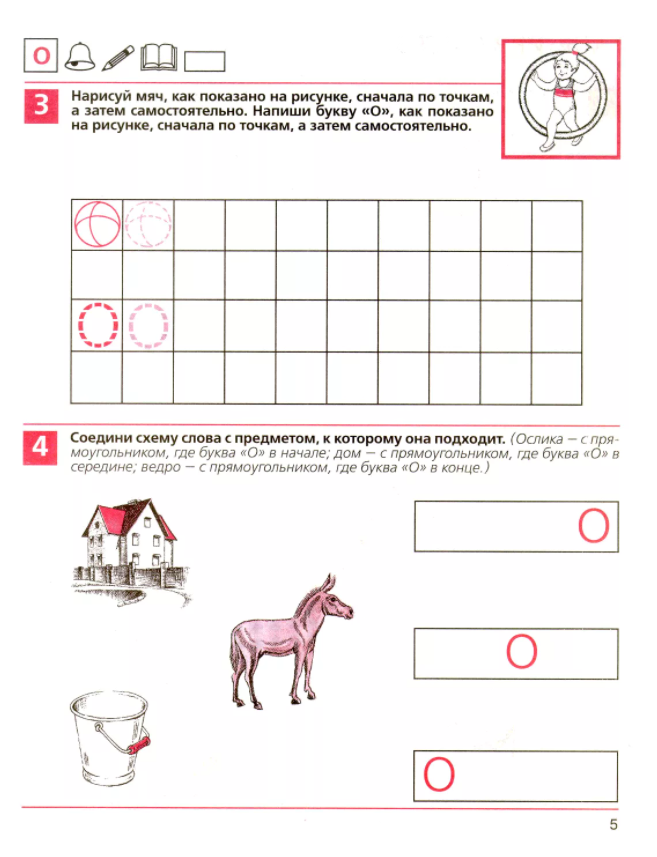 О
3
Нарисуй мяч, как показано на рисунке, сначала по точкам,
а затем самостоятельно. Напиши букву «О», как показано
на рисунке, сначала по точкам, а затем самостоятельно.
О О
4
Соедини схему слова с предметом, к которому она подходит. (Ослика – с пря-
моугольником, где буква «О» в начале; дом – с прямоугольником, где буква «О» в
середине; ведро – с прямоугольником, где буква «О» в конце.)
О
О
О
5